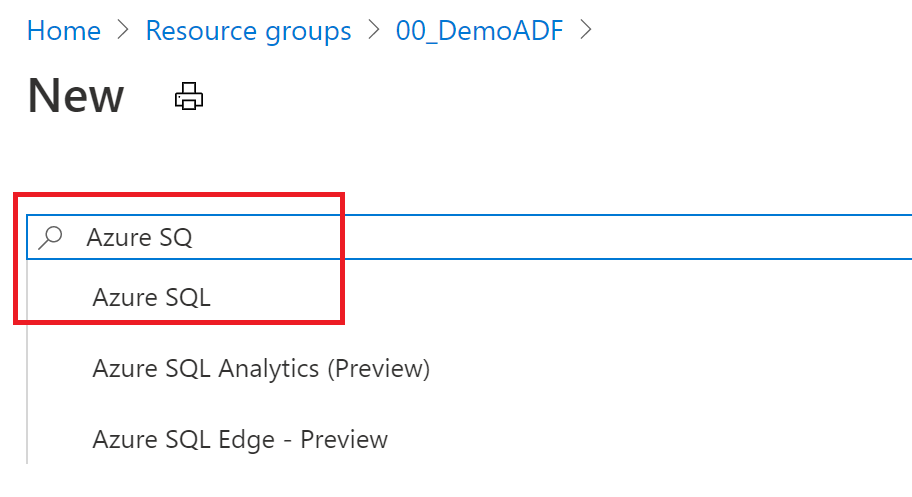 Home > Resource groups > 00_DemoADF >
New
Azure SQ
Azure SQL
Azure SQL Analytics (Preview)
Azure SQL Edge - Preview